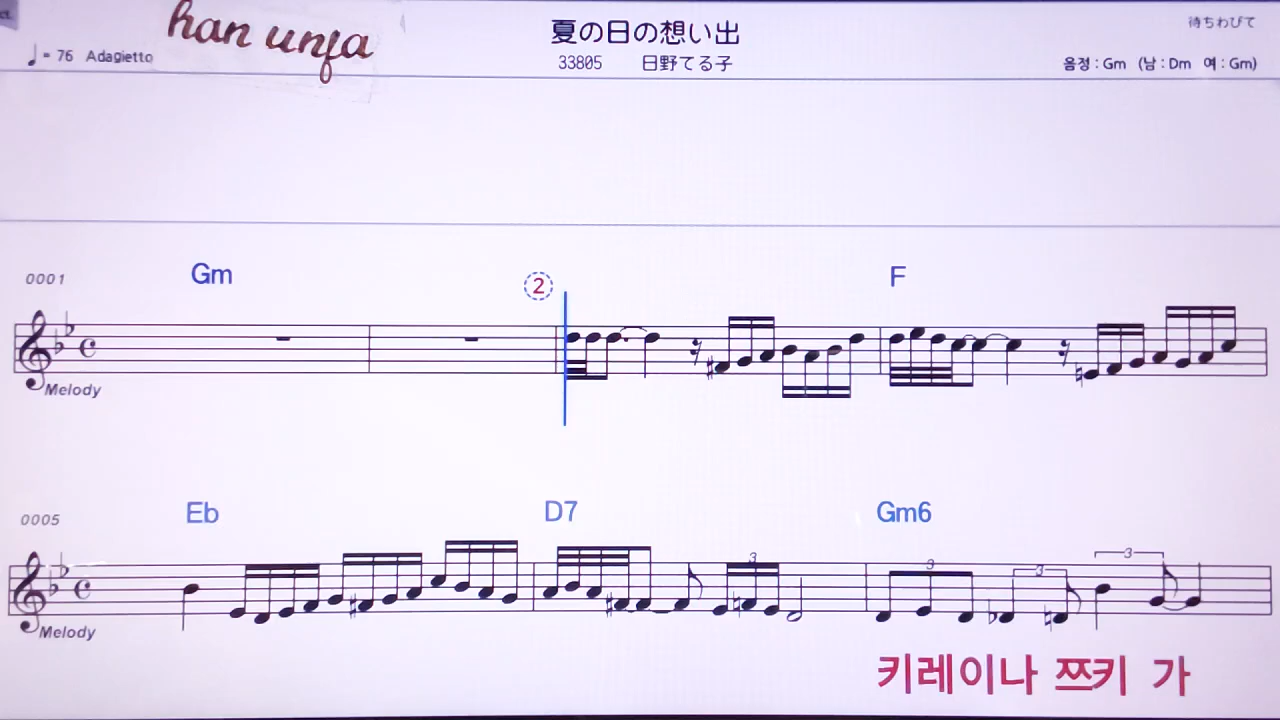 han unja
夏の日の想い出
待ちわびて
♩= 76 Adagietto
33805 日野てる子
음정 : Gm (남 : Dm 여 : Gm)
0001
Gm
2
F
Melody
0005
Eb
D7
Gm6
3
3
3
3
Melody
키레이나 쯔키 가